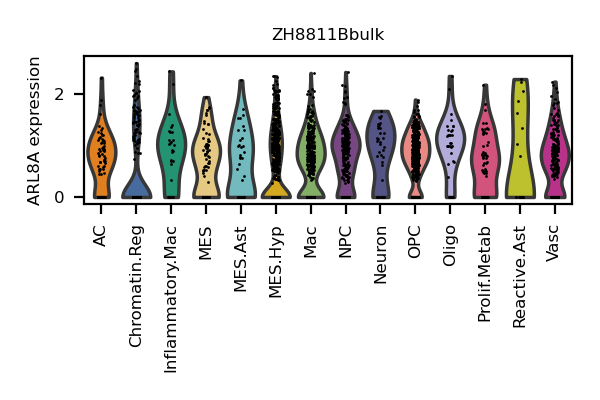 ZH8811Bbulk
ARL8A expression
2
0
AC
Chromatin.Reg
Inflammatory.Mac
MES
MES.Ast
MES.Hyp
Mac
NPC
Neuron
OPC
Oligo
Prolif.Metab
Reactive.Ast
Vasc